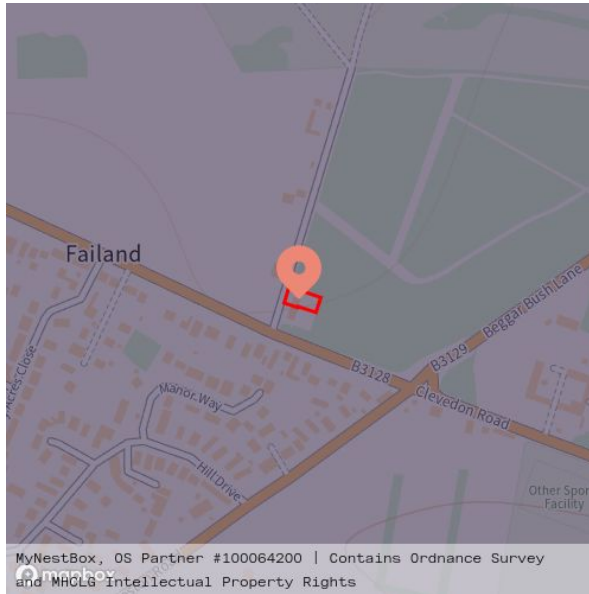 Failand
Beggar Bush Lane
B3129
B3128
Clevedon Road
Manor Way
Acres Close
Hill Drive
Other Spor
Facility
MyNestBox, OS Partner #100064200 | Contains Ordnance Survey
and MHCLG Intellectual Property Rights
mapbox